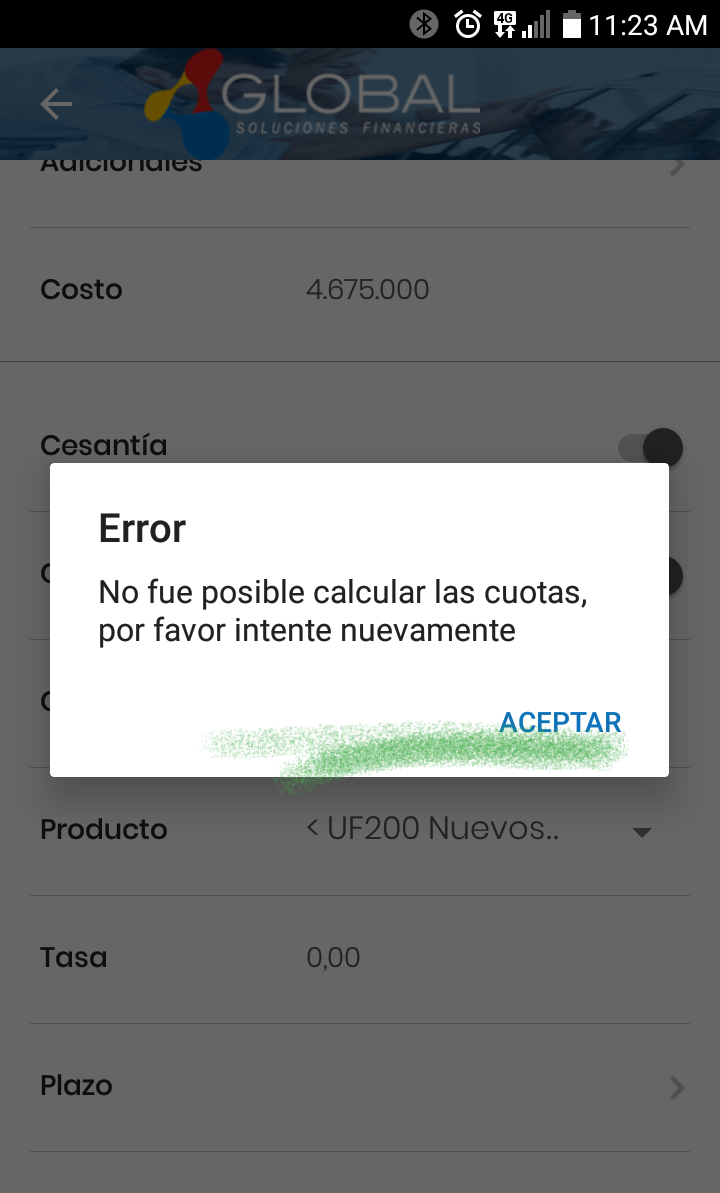 4G 11:23 AM
GLOBAL
SOLUCIONES FINANCIERAS
Adicionales
Costo 4.675.000
Cesantía
Error
No fue posible calcular las cuotas,
por favor intente nuevamente
ACEPTAR
Producto < UF200 Nuevos..
Tasa 0,00
Plazo